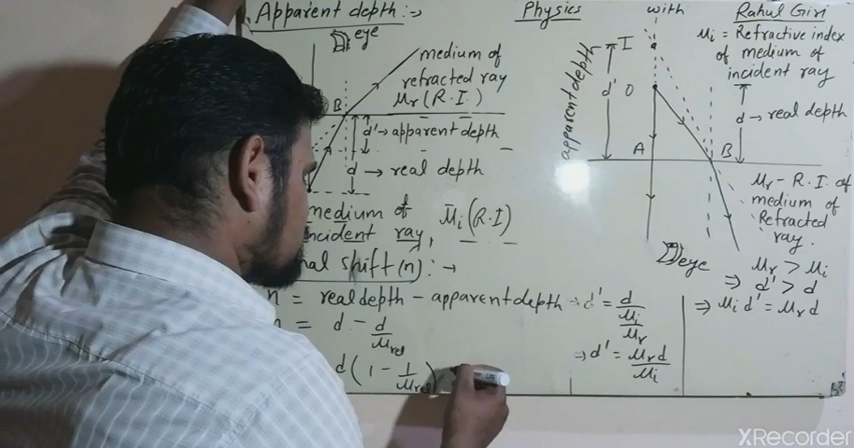 Apparent depth :→ Physics with Rahul Giri
eye
medium of
refracted ray
μr (R.I.)
B
d' → apparent depth
d → real depth
medium of μi (R.I)
incident ray,
nal shift (n) : →
n = real depth - apparent depth
= d - d/μrel
d(1 - 1/μrel)
I
apparent depth
d' O
A B
d → real depth
μi = Refractive index
of medium of
incident ray
μr - R.I. of
medium of
Refracted
ray.
eye
μr > μi
⇒ d' > d
⇒ d' = d/(μi/μr)
⇒ d' = μr d/μi
⇒ μi d' = μr d
XRecorder